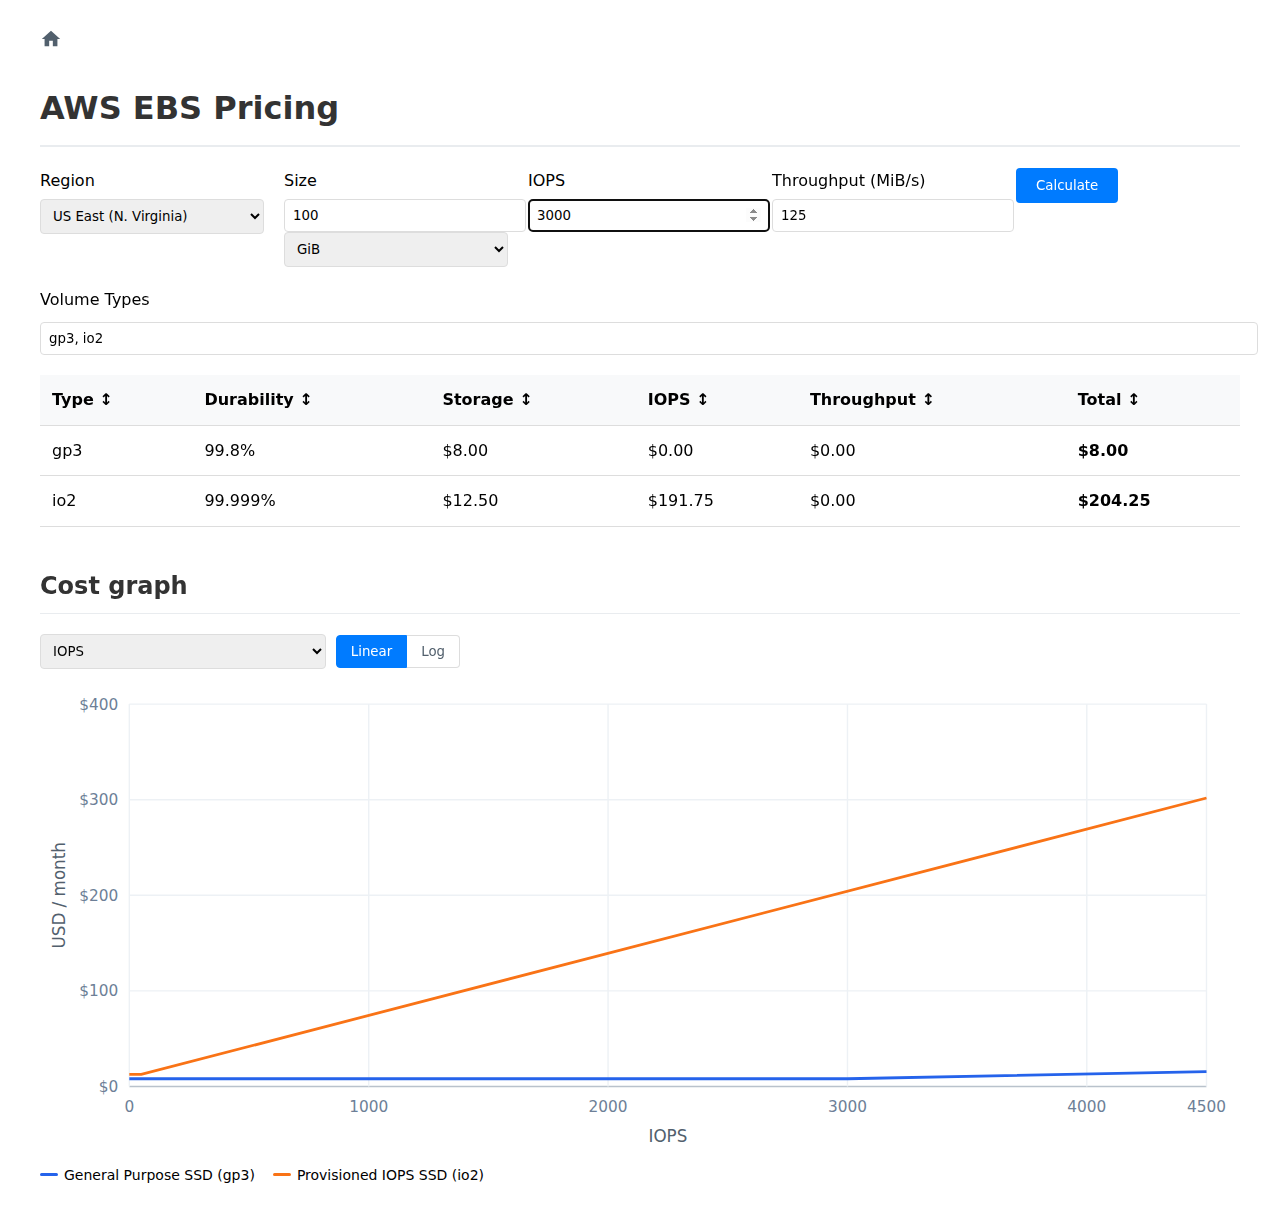 AWS EBS Pricing
Region Size IOPS Throughput (MiB/s) Calculate
US East (N. Virginia) 100 3000 125
GiB
Volume Types
gp3, io2
Type ↕ Durability ↕ Storage ↕ IOPS ↕ Throughput ↕ Total ↕
gp3 99.8% $8.00 $0.00 $0.00 $8.00
io2 99.999% $12.50 $191.75 $0.00 $204.25
Cost graph
IOPS Linear Log
$400
$300
$200
$100
$0
USD / month
0 1000 2000 3000 4000 4500
IOPS
General Purpose SSD (gp3) Provisioned IOPS SSD (io2)